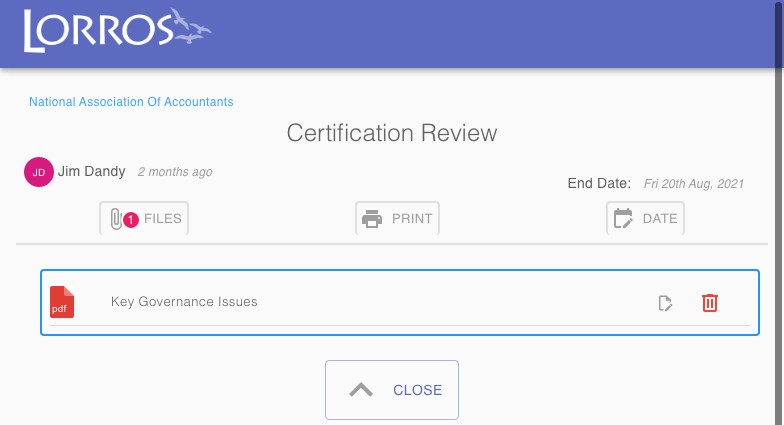 LORROS
National Association Of Accountants
Certification Review
JD Jim Dandy 2 months ago
End Date: Fri 20th Aug, 2021
1 FILES PRINT DATE
pdf Key Governance Issues
CLOSE